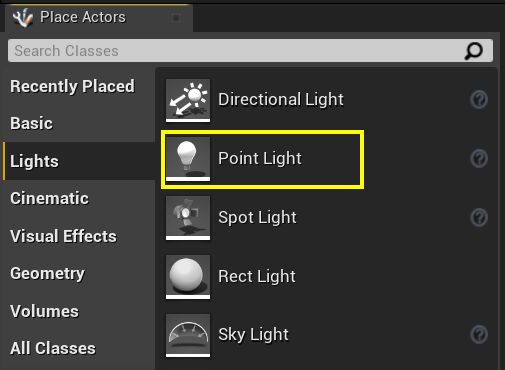 Place Actors
Search Classes
Recently Placed
Basic
Lights
Cinematic
Visual Effects
Geometry
Volumes
All Classes
Directional Light
?
Point Light
?
Spot Light
?
Rect Light
Sky Light
?